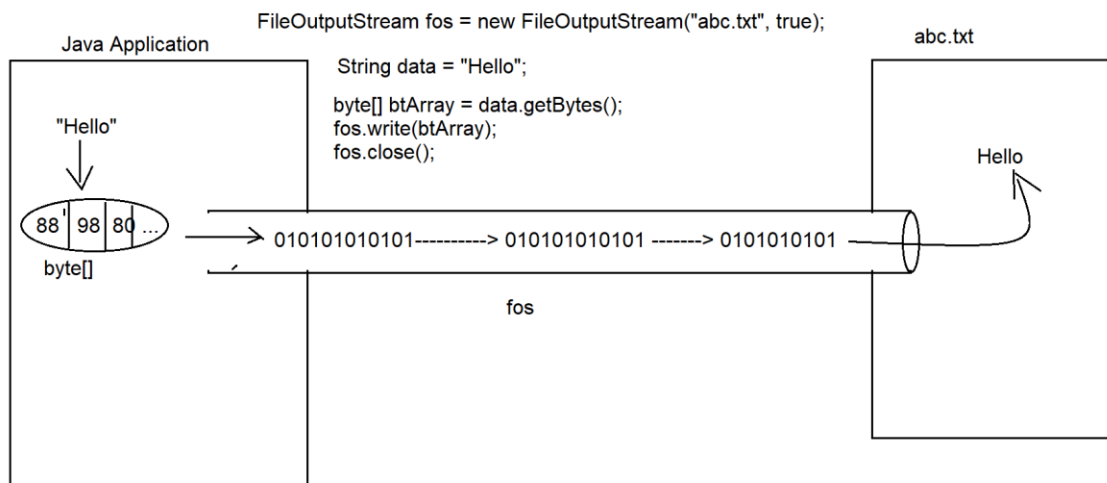 FileOutputStream fos = new FileOutputStream("abc.txt", true);
Java Application
abc.txt
String data = "Hello";
byte[] btArray = data.getBytes();
fos.write(btArray);
fos.close();
"Hello"
Hello
88 ' 98 80 ...
010101010101----------> 010101010101 -------> 0101010101
byte[]
fos